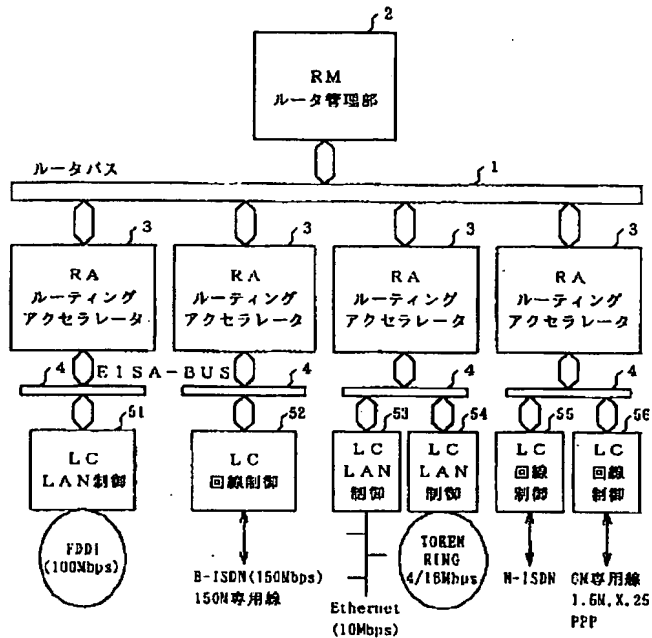 2
RM
ルータ管理部
ルータバス
1
3
3
3
3
RA
ルーティング
アクセラレータ
RA
ルーティング
アクセラレータ
RA
ルーティング
アクセラレータ
RA
ルーティング
アクセラレータ
4
EISA-BUS
4
4
4
51
52
53
54
55
56
LC
LAN制御
LC
回線制御
LC
LAN
制御
LC
LAN
制御
LC
回線
制御
LC
回線
制御
FDDI
(100Mbps)
B-ISDN(150Mbps)
150M専用線
Ethernet
(10Mbps)
TOKEN
RING
4/16Mbps
N-ISDN
6M専用線
1.5M,X.25
PPP